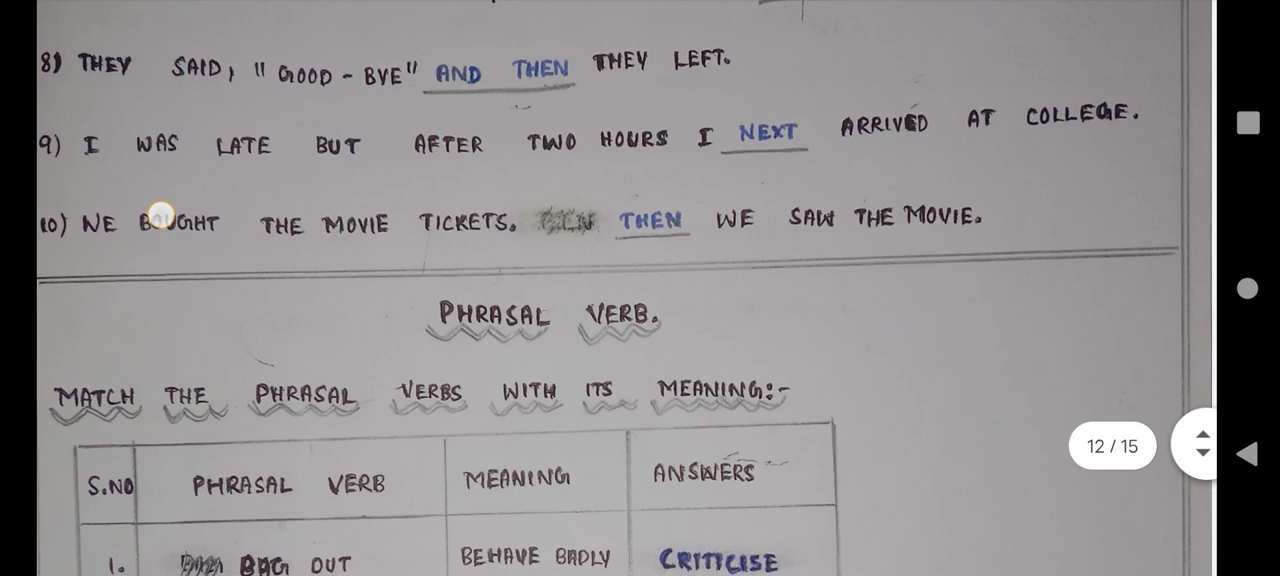 8) THEY SAID, "GOOD - BYE" AND THEN THEY LEFT.
9) I WAS LATE BUT AFTER TWO HOURS I NEXT ARRIVED AT COLLEGE.
10) WE BOUGHT THE MOVIE TICKETS. THEN WE SAW THE MOVIE.
PHRASAL VERB.
MATCH THE PHRASAL VERBS WITH ITS MEANING:-
S.NO PHRASAL VERB MEANING ANSWERS
12 / 15
1. BAG OUT BEHAVE BADLY CRITICISE